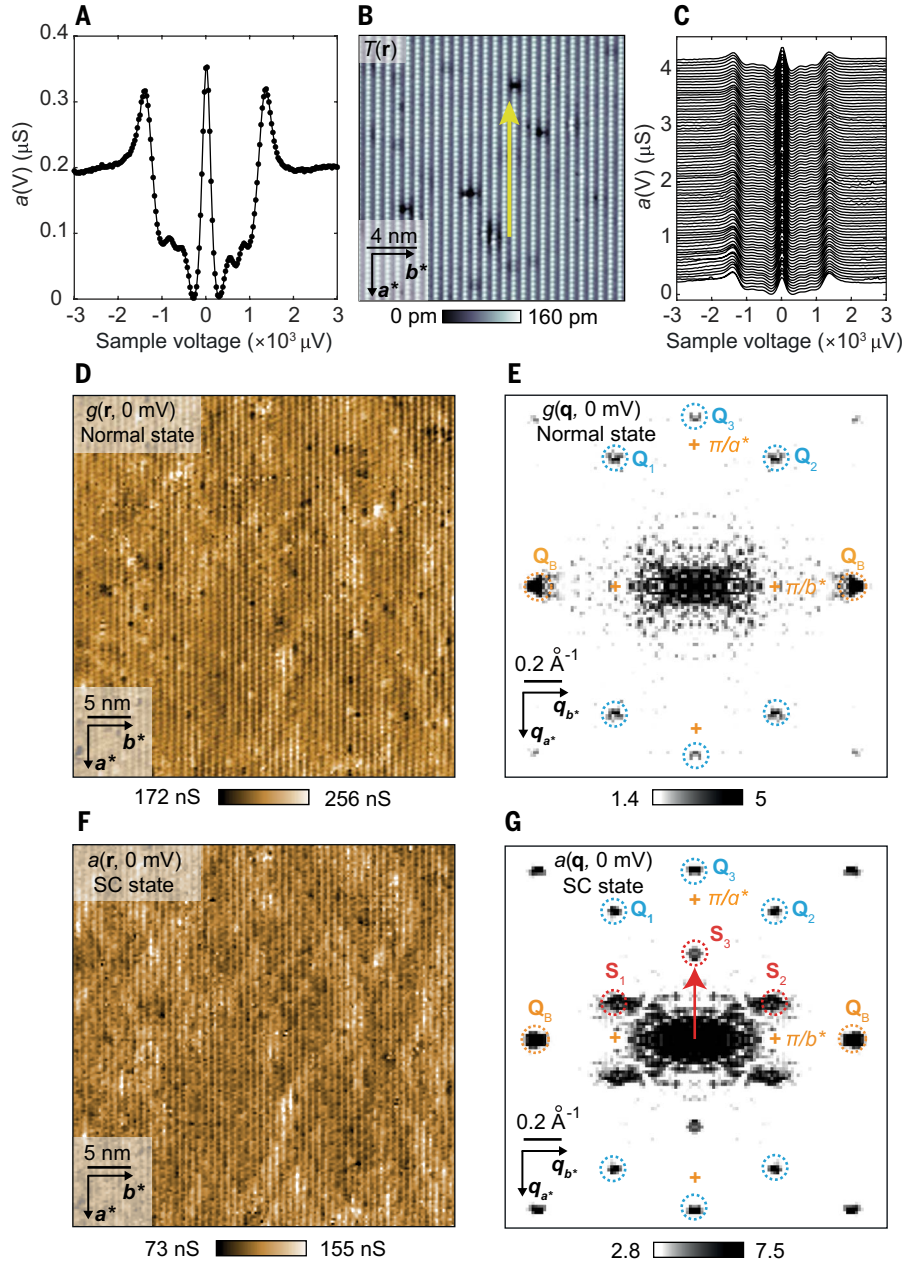 A
a(V) (µS)
0.4
0.3
0.2
0.1
0
-3 -2 -1 0 1 2 3
Sample voltage (×10³ µV)
B
T(r)
4 nm
b*
a*
0 pm 160 pm
C
a(V) (µS)
4
3
2
1
0
-3 -2 -1 0 1 2 3
Sample voltage (×10³ µV)
D
g(r, 0 mV)
Normal state
5 nm
b*
a*
172 nS 256 nS
E
g(q, 0 mV)
Normal state
Q3
π/a*
Q1 Q2
QB QB
π/b*
0.2 Å-1
qb*
qa*
1.4 5
F
a(r, 0 mV)
SC state
5 nm
b*
a*
73 nS 155 nS
G
a(q, 0 mV)
SC state
Q3
π/a*
Q1 Q2
S3
S1 S2
QB QB
π/b*
0.2 Å-1
qb*
qa*
2.8 7.5